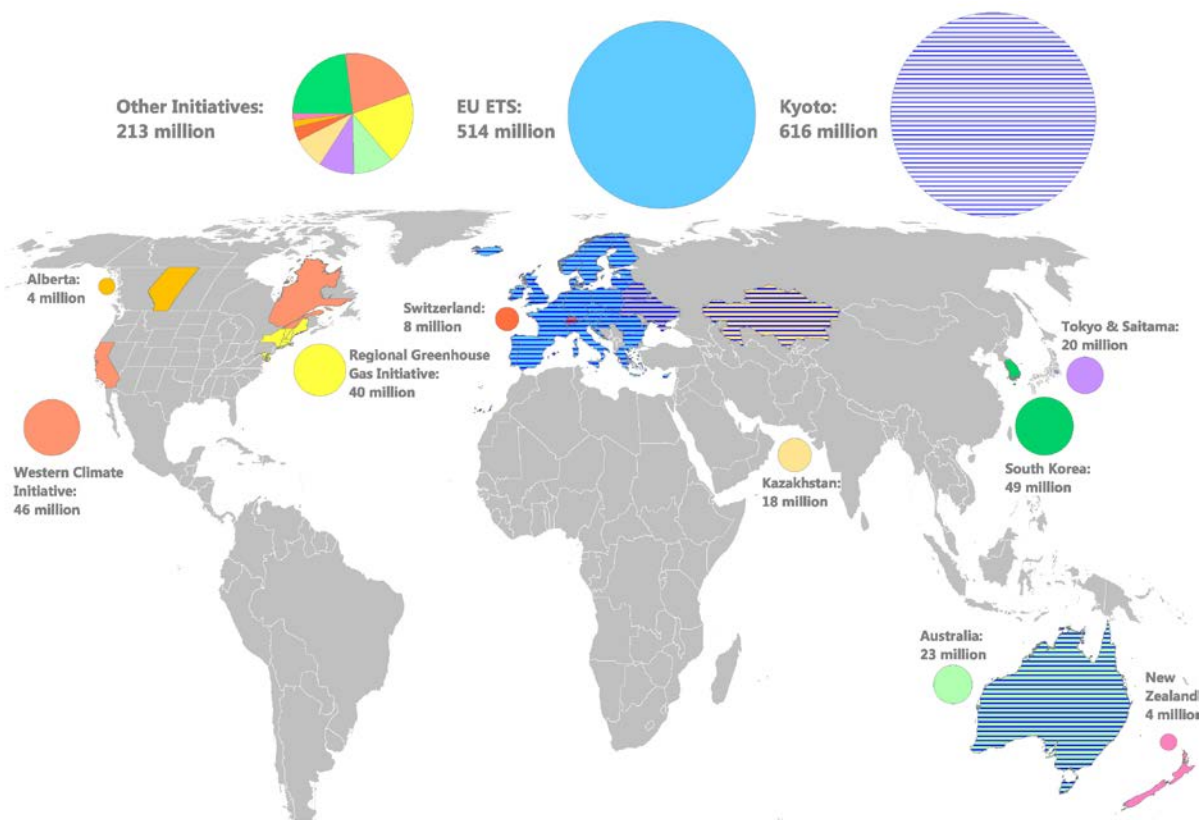 Other Initiatives:
213 million
EU ETS:
514 million
Kyoto:
616 million
Alberta:
4 million
Switzerland:
8 million
Regional Greenhouse
Gas Initiative:
40 million
Tokyo & Saitama:
20 million
Western Climate
Initiative:
46 million
Kazakhstan:
18 million
South Korea:
49 million
Australia:
23 million
New
Zealand:
4 million